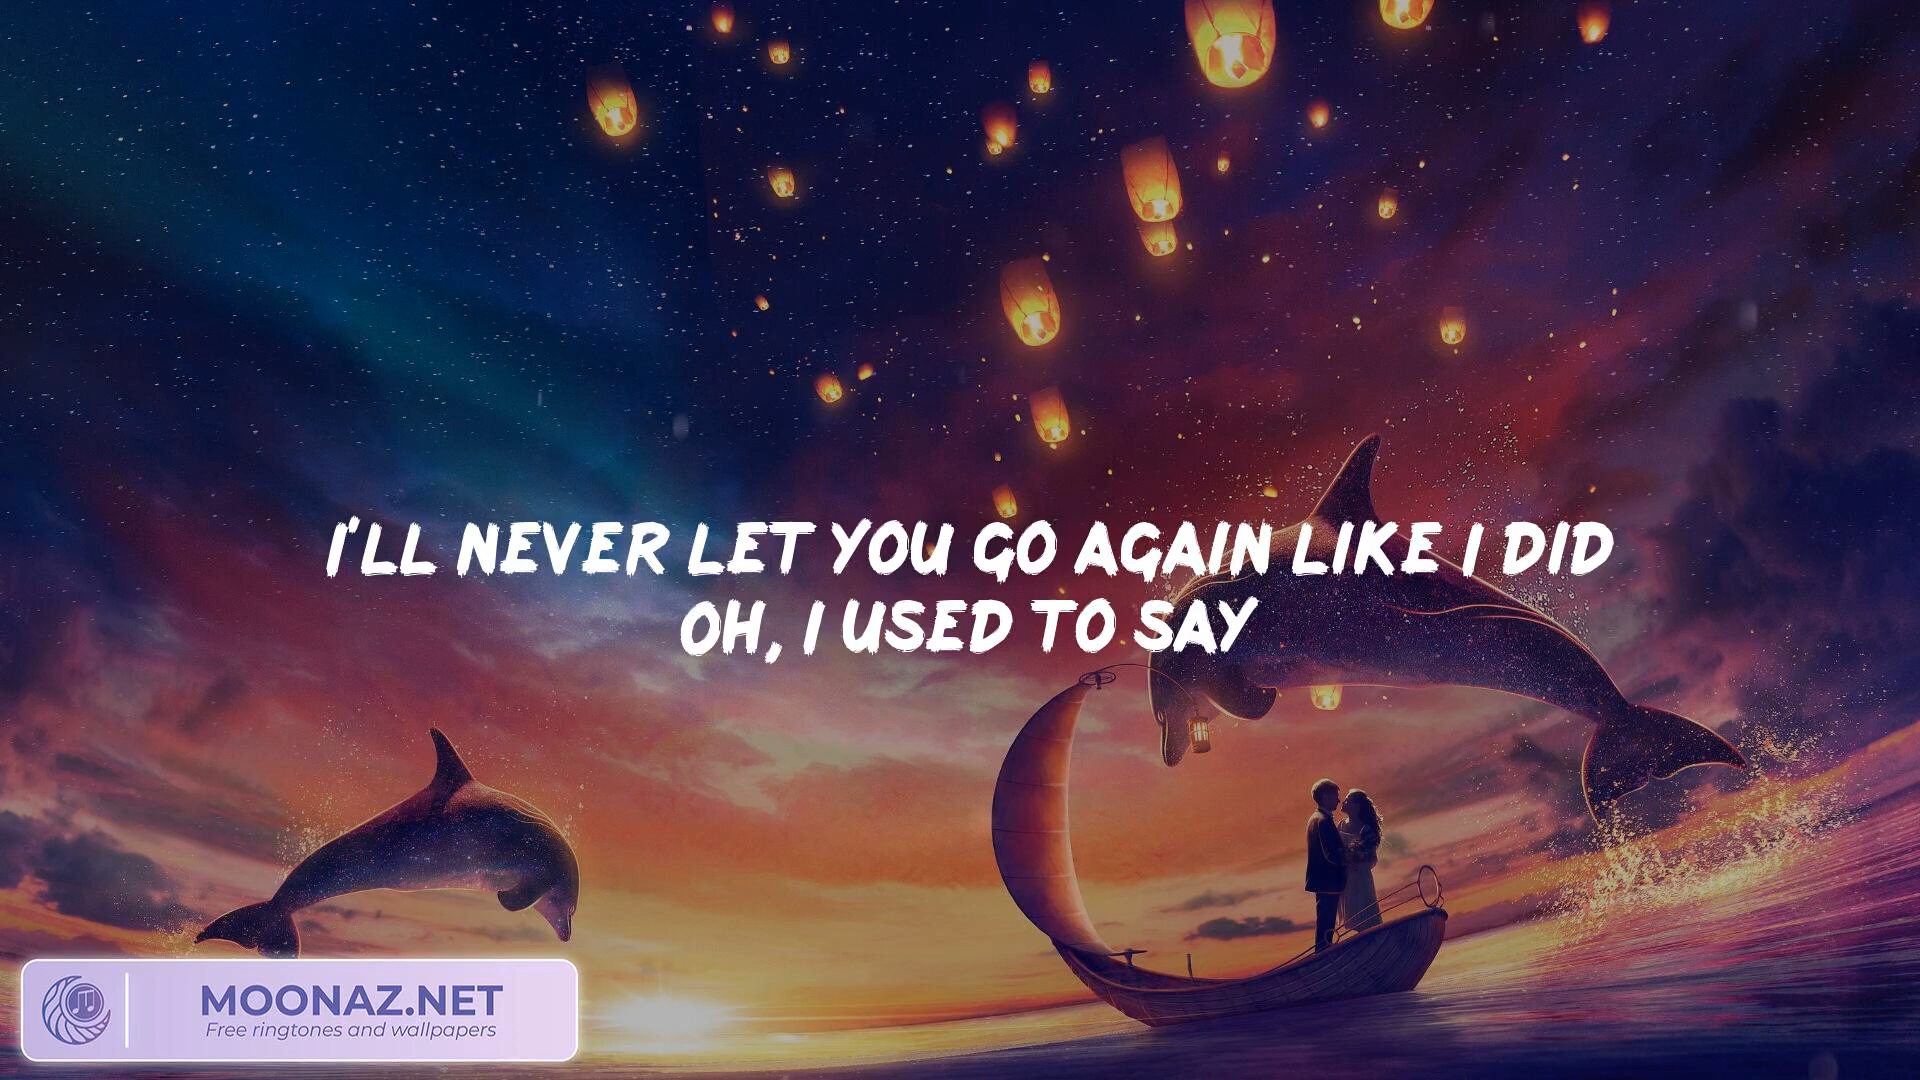 I'LL NEVER LET YOU GO AGAIN LIKE I DID
OH, I USED TO SAY
MOONAZ.NET
Free ringtones and wallpapers